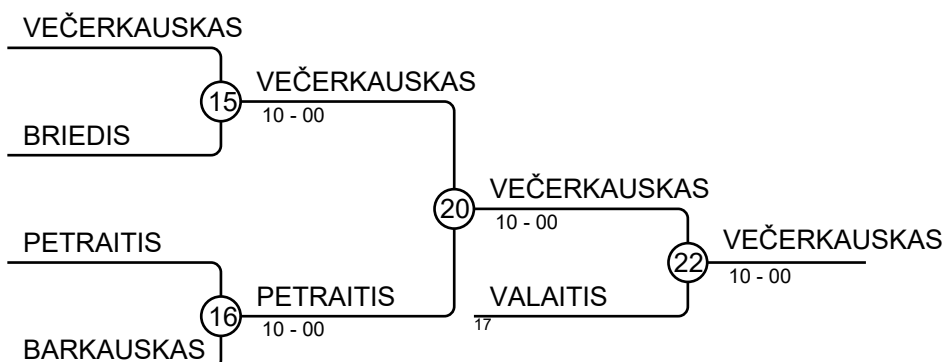 VEČERKAUSKAS
15
VEČERKAUSKAS
10 - 00
BRIEDIS
20
VEČERKAUSKAS
10 - 00
PETRAITIS
22
VEČERKAUSKAS
10 - 00
16
PETRAITIS
10 - 00
VALAITIS
17
BARKAUSKAS